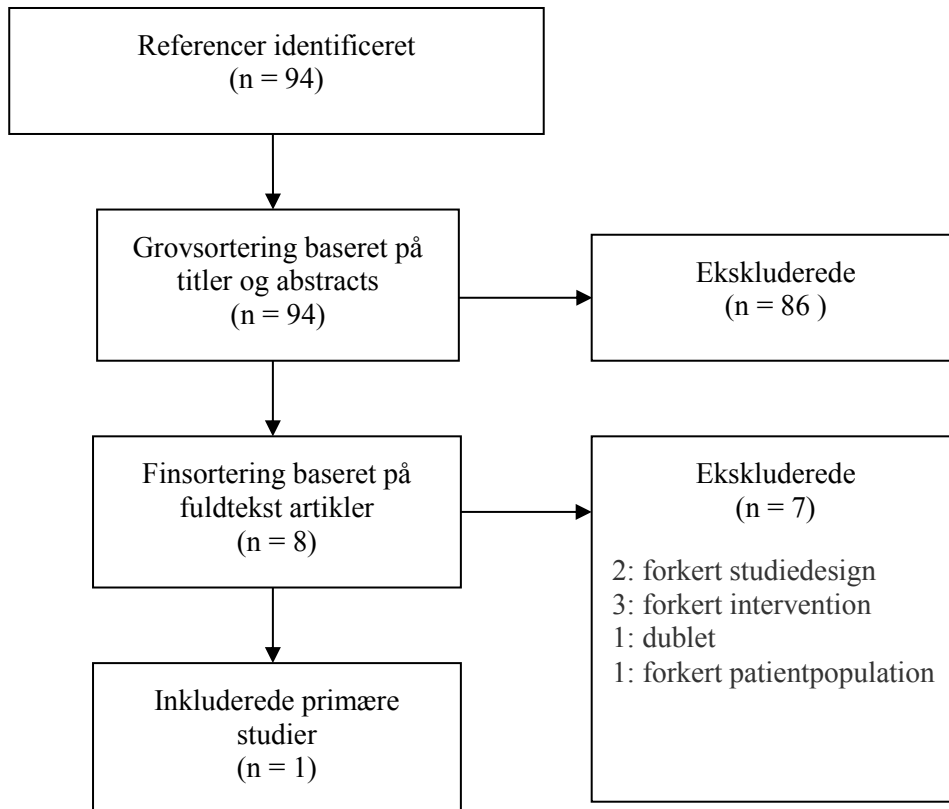 Referencer identificeret
(n = 94)
Grovsortering baseret på
titler og abstracts
(n = 94)
Ekskluderede
(n = 86 )
Finsortering baseret på
fuldtekst artikler
(n = 8)
Ekskluderede
(n = 7)
2: forkert studiedesign
3: forkert intervention
1: dublet
1: forkert patientpopulation
Inkluderede primære
studier
(n = 1)